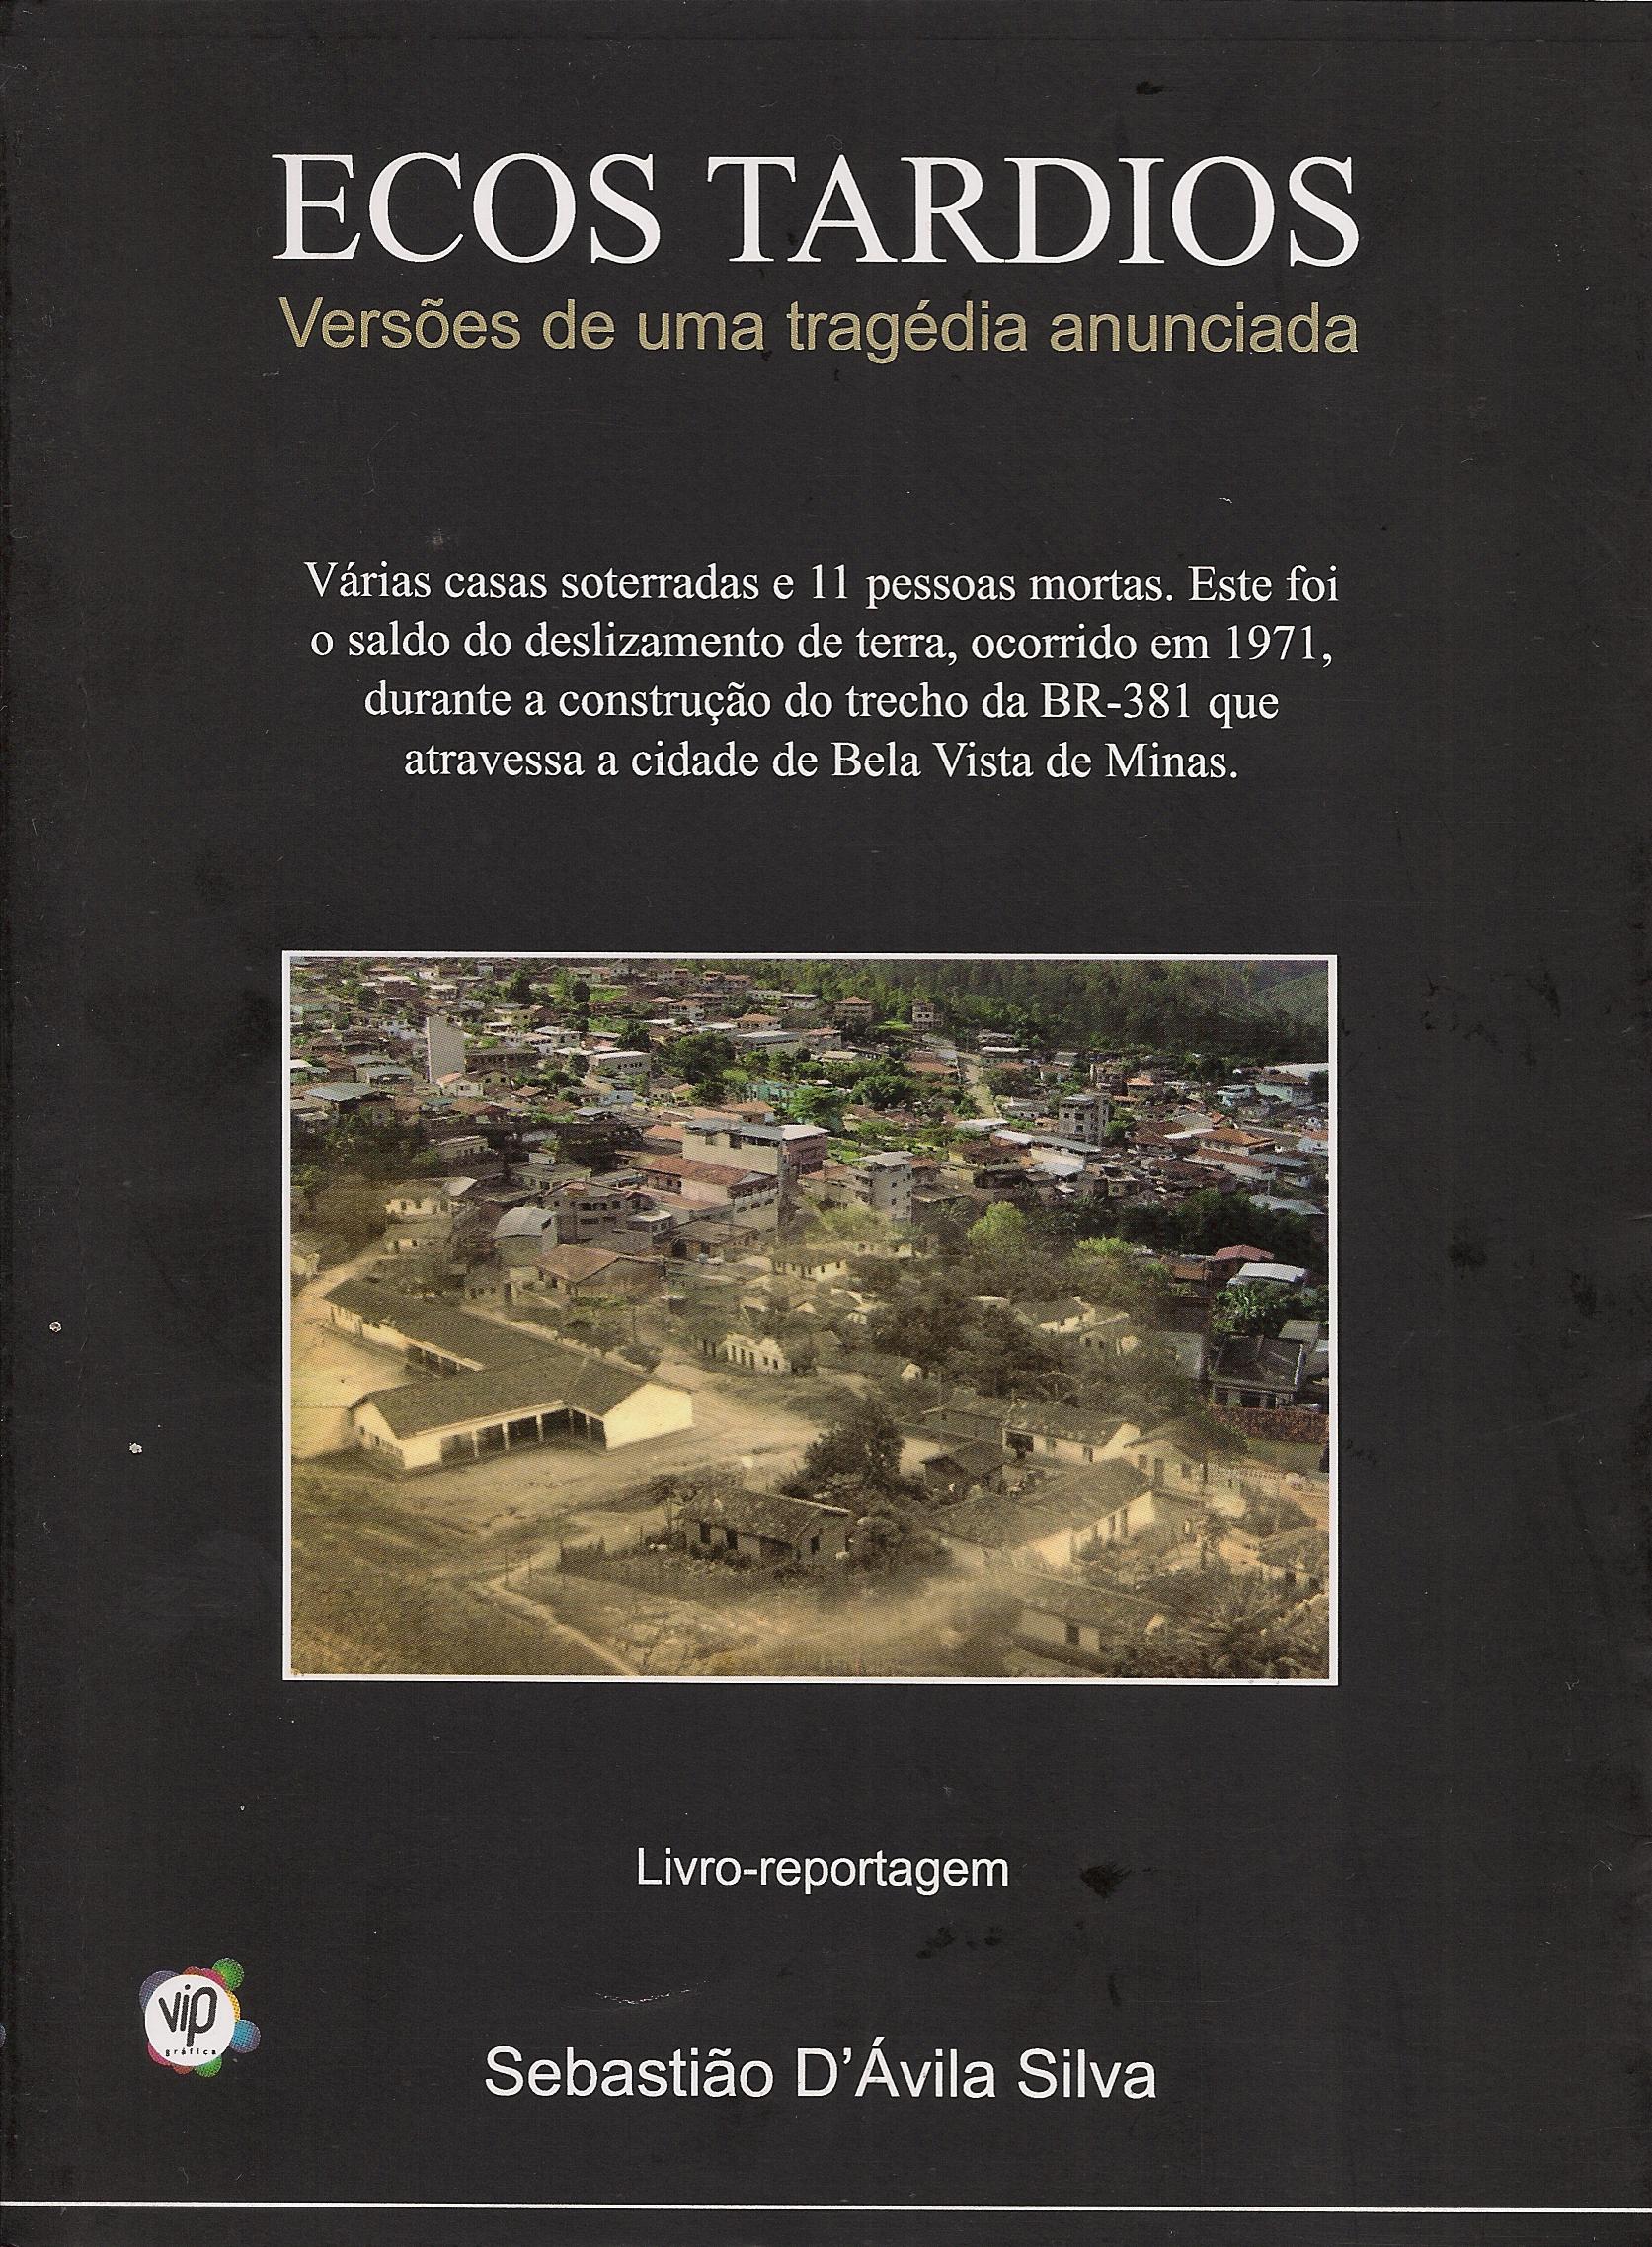 ECOS TARDIOS
Versões de uma tragédia anunciada
Várias casas soterradas e 11 pessoas mortas. Este foi
o saldo do deslizamento de terra, ocorrido em 1971,
durante a construção do trecho da BR-381 que
atravessa a cidade de Bela Vista de Minas.
Livro-reportagem
vip
gráfica
Sebastião D’Ávila Silva